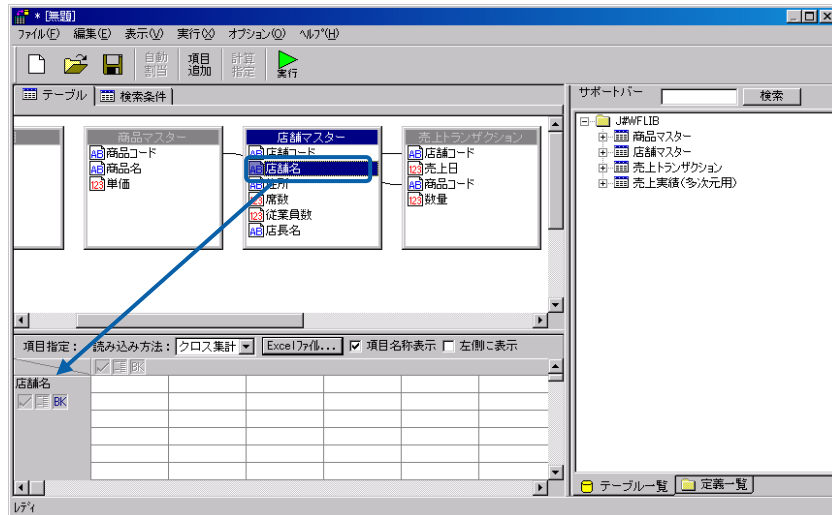 * [無題]
ファイル(F) 編集(E) 表示(V) 実行(X) オプション(O) ヘルプ(H)
自動割当 項目追加 計算指定 実行
テーブル 検索条件
サポートバー 検索
商品マスター
商品コード
商品名
単価
店舗マスター
店舗コード
店舗名
住所
席数
従業員数
店長名
売上トランザクション
店舗コード
売上日
商品コード
数量
J#WFLIB
商品マスター
店舗マスター
売上トランザクション
売上実績(多次元用)
項目指定: 読み込み方法: クロス集計 Excelファイル... 項目名称表示 左側に表示
BK
店舗名
BK
テーブル一覧 定義一覧
レディ